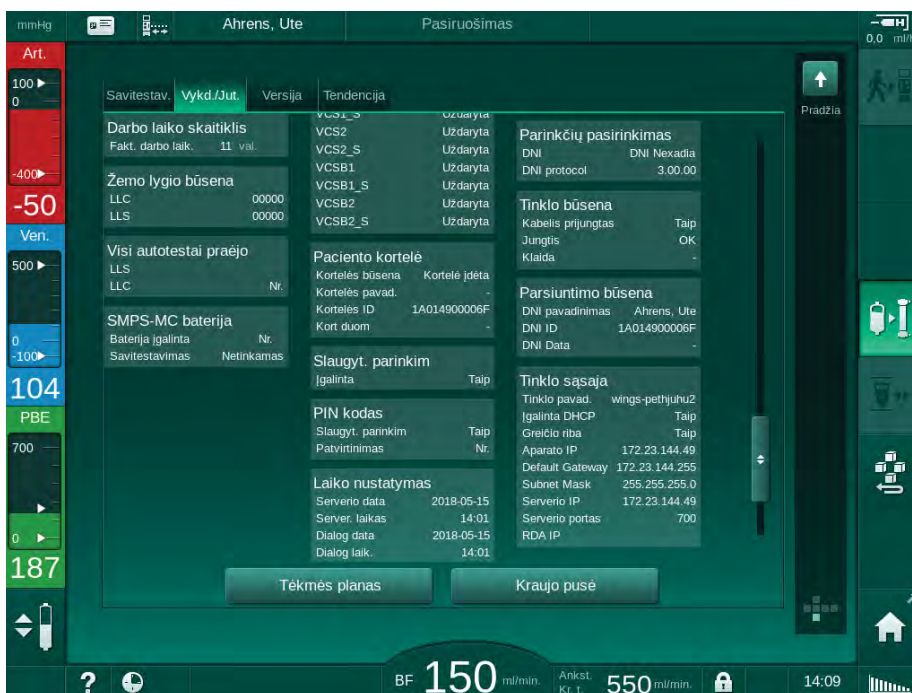 mmHg
Ahrens, Ute
Pasiruošimas
0,0 ml/h
Art.
100
0
-400
-50
Ven.
500
0
-100
104
PBE
700
0
187
Savitestav. Vykd./Jut. Versija Tendencija
Darbo laiko skaitiklis
Fakt. darbo laik. 11 val.
Žemo lygio būsena
LLC 00000
LLS 00000
Visi autotestai praėjo
LLS
LLC Nr.
SMPS-MC baterija
Baterija įgalinta Nr.
Savitestavimas Netinkamas
VCS1_S Uždaryta
VCS2 Uždaryta
VCS2_S Uždaryta
VCSB1 Uždaryta
VCSB1_S Uždaryta
VCSB2 Uždaryta
VCSB2_S Uždaryta
Paciento kortelė
Kortelės būsena Kortelė įdėta
Kortelės pavad. -
Kortelės ID 1A014900006F
Kort duom -
Slaugyt. parinkim
Įgalinta Taip
PIN kodas
Slaugyt. parinkim Taip
Patvirtinimas Nr.
Laiko nustatymas
Serverio data 2018-05-15
Server. laikas 14:01
Dialog data 2018-05-15
Dialog laik. 14:01
Parinkčių pasirinkimas
DNI DNI Nexadia
DNI protocol 3.00.00
Tinklo būsena
Kabelis prijungtas Taip
Jungtis OK
Klaida -
Parsiuntimo būsena
DNI pavadinimas Ahrens, Ute
DNI ID 1A014900006F
DNI Data -
Tinklo sąsaja
Tinklo pavad. wings-pethjuhu2
Įgalinta DHCP Taip
Greičio riba Taip
Aparato IP 172.23.144.49
Default Gateway 172.23.144.255
Subnet Mask 255.255.255.0
Serverio IP 172.23.144.49
Serverio portas 700
RDA IP
Pradžia
Tėkmės planas
Kraujo pusė
?
BF 150 ml/min.
Ankst.
Kr. t. 550 ml/min.
14:09